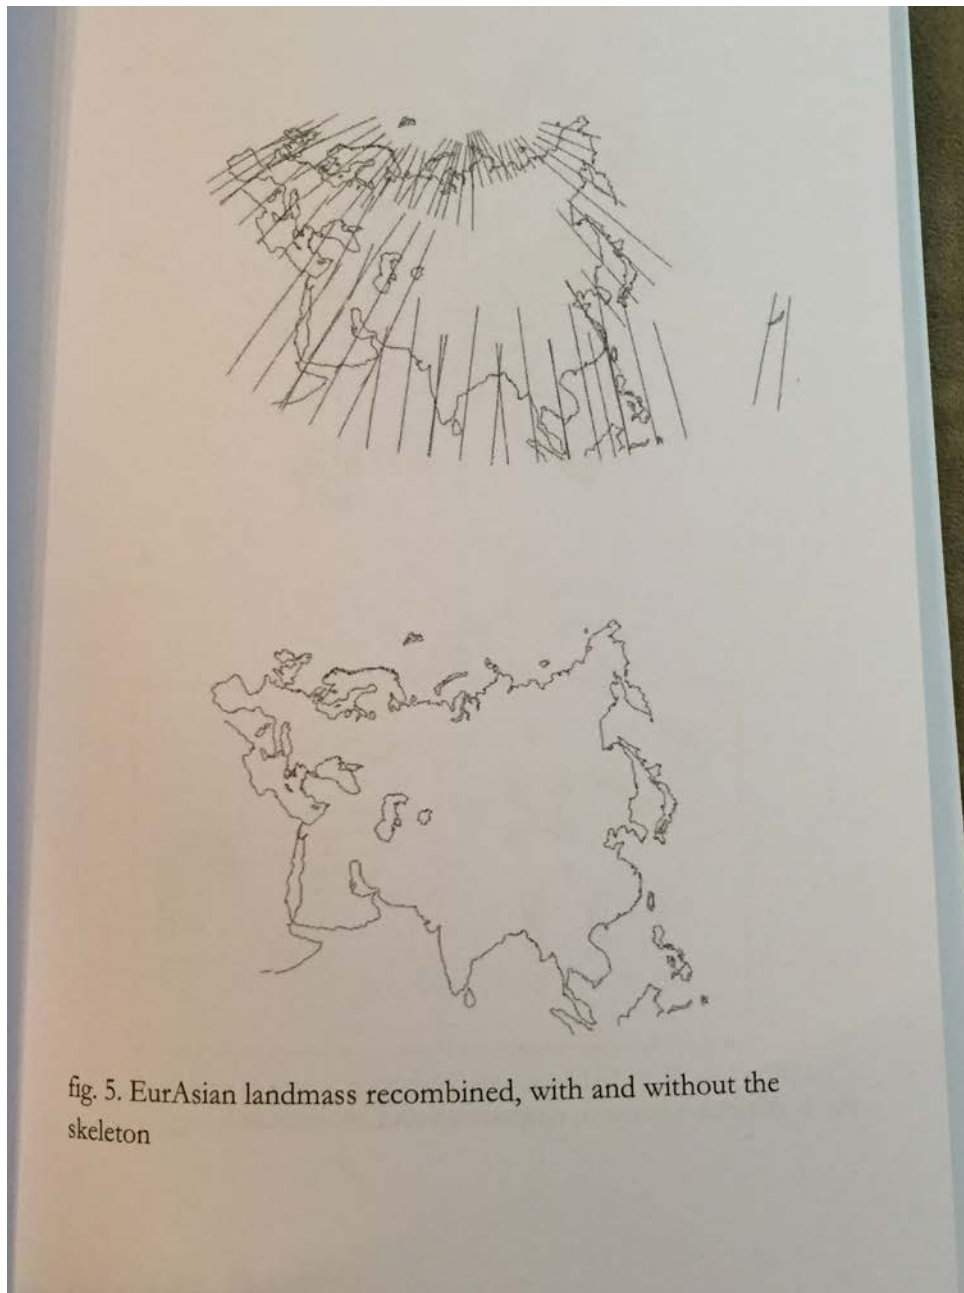 fig. 5. EurAsian landmass recombined, with and without the
skeleton